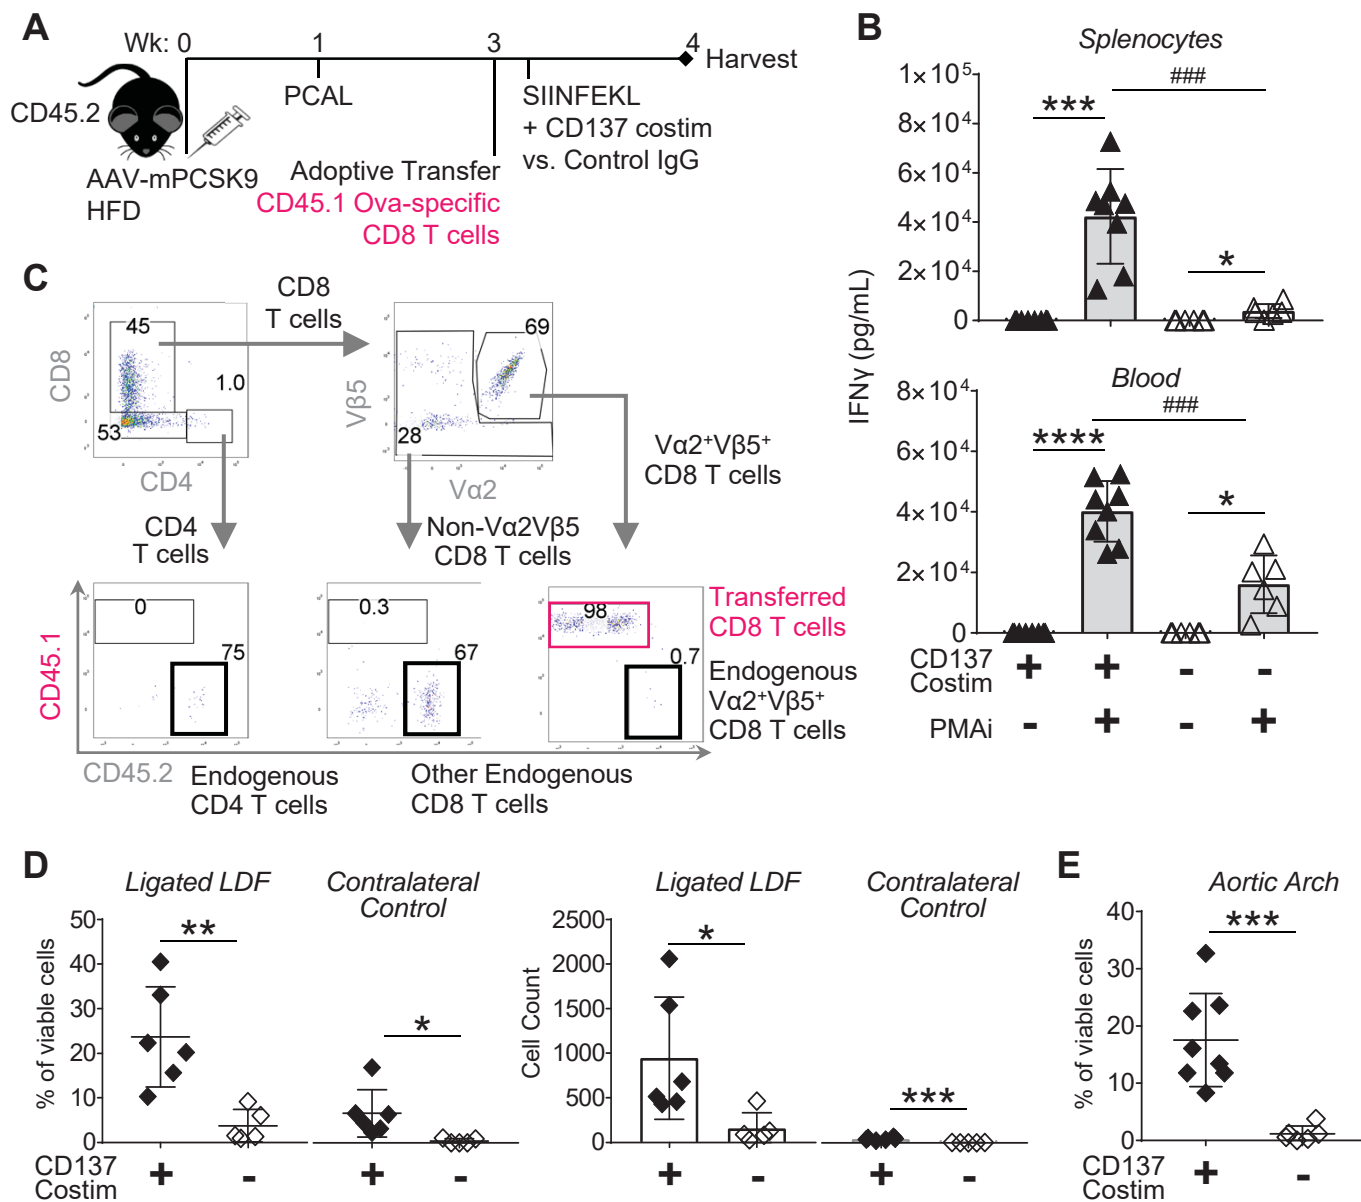 A
Wk: 0
1
3
4
Harvest
CD45.2
PCAL
SIINFEKL
+ CD137 costim
vs. Control IgG
AAV-mPCSK9
HFD
Adoptive Transfer
CD45.1 Ova-specific
CD8 T cells
B
Splenocytes
1×10⁵
8×10⁴
6×10⁴
4×10⁴
2×10⁴
0
***
###
*
IFNγ (pg/mL)
Blood
8×10⁴
6×10⁴
4×10⁴
2×10⁴
0
****
###
*
CD137
Costim
+ + - -
PMAi
- + - +
C
CD8
T cells
45
1.0
53
CD8
CD4
69
28
Vβ5
Vα2
Vα2⁺Vβ5⁺
CD8 T cells
CD4
T cells
Non-Vα2Vβ5
CD8 T cells
0
75
0.3
67
98
0.7
Transferred
CD8 T cells
Endogenous
Vα2⁺Vβ5⁺
CD8 T cells
CD45.1
CD45.2
Endogenous
CD4 T cells
Other Endogenous
CD8 T cells
D
Ligated LDF
Contralateral
Control
% of viable cells
50
40
30
20
10
0
**
*
CD137
Costim
+ - + -
Ligated LDF
Contralateral
Control
Cell Count
2500
2000
1500
1000
500
0
*
***
+ - + -
E
Aortic Arch
% of viable cells
40
30
20
10
0
***
CD137
Costim
+ -